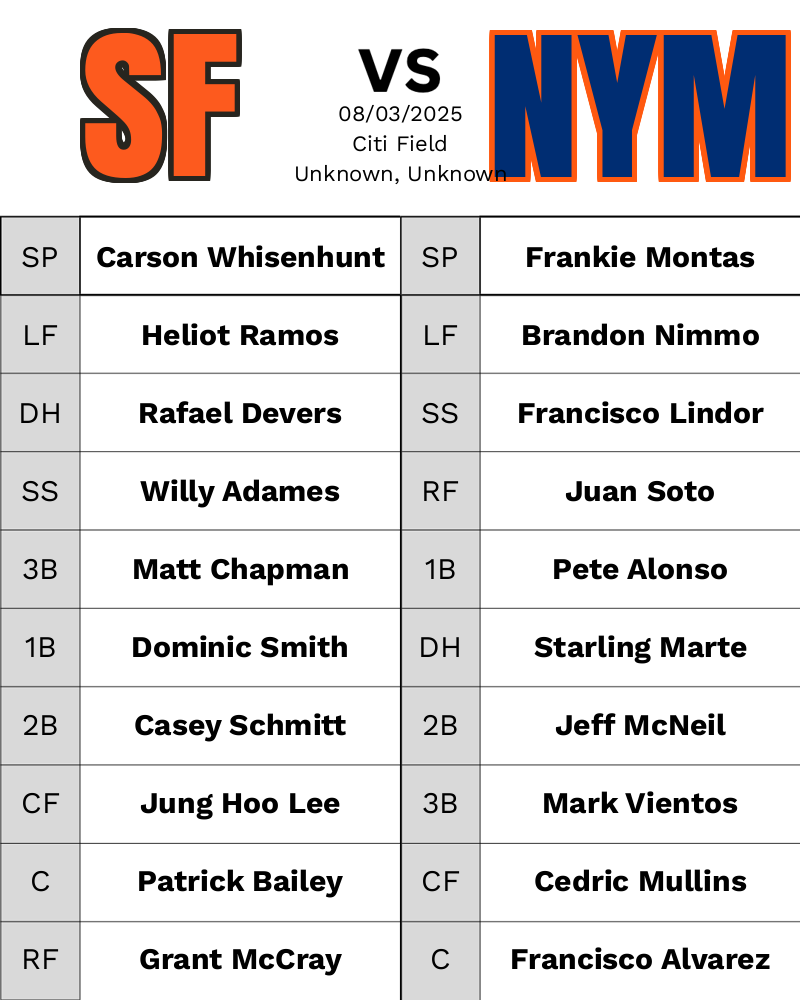 SF VS NYM
08/03/2025
Citi Field
Unknown, Unknown
SP Carson Whisenhunt SP Frankie Montas
LF Heliot Ramos LF Brandon Nimmo
DH Rafael Devers SS Francisco Lindor
SS Willy Adames RF Juan Soto
3B Matt Chapman 1B Pete Alonso
1B Dominic Smith DH Starling Marte
2B Casey Schmitt 2B Jeff McNeil
CF Jung Hoo Lee 3B Mark Vientos
C Patrick Bailey CF Cedric Mullins
RF Grant McCray C Francisco Alvarez